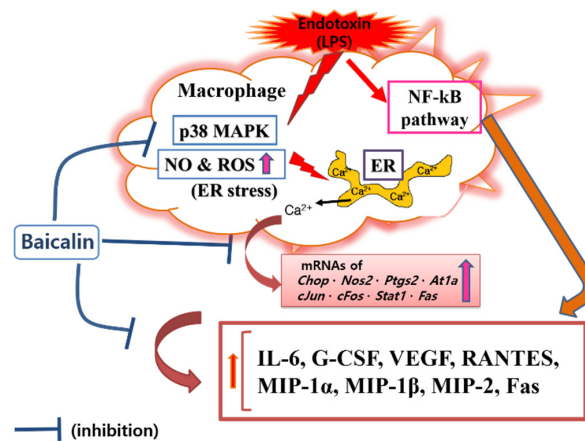 Endotoxin
(LPS)
Macrophage
NF-kB
pathway
p38 MAPK
NO & ROS
(ER stress)
ER
Ca²⁺
Ca²⁺
Ca²⁺
Ca²⁺
Ca²⁺
Ca²⁺
Baicalin
mRNAs of
Chop · Nos2 · Ptgs2 · At1a
cJun · cFos · Stat1 · Fas
IL-6, G-CSF, VEGF, RANTES,
MIP-1α, MIP-1β, MIP-2, Fas
(inhibition)